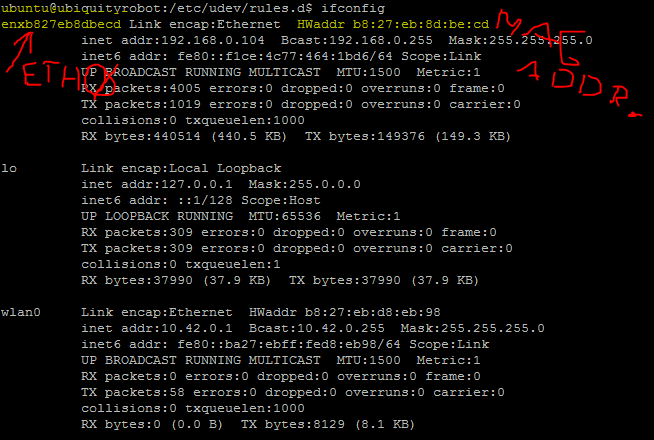 ubuntu@ubiquityrobot:/etc/udev/rules.d$ ifconfig
enxb827eb8dbecd Link encap:Ethernet  HWaddr b8:27:eb:8d:be:cd MAC
inet addr:192.168.0.104  Bcast:192.168.0.255  Mask:255.255.255.0
inet6 addr: fe80::f1ce:4c77:464:1bd6/64 Scope:Link
ETH0 UP BROADCAST RUNNING MULTICAST  MTU:1500  Metric:1 ADDR.
RX packets:4005 errors:0 dropped:0 overruns:0 frame:0
TX packets:1019 errors:0 dropped:0 overruns:0 carrier:0
collisions:0 txqueuelen:1000
RX bytes:440514 (440.5 KB)  TX bytes:149376 (149.3 KB)
lo Link encap:Local Loopback
inet addr:127.0.0.1  Mask:255.0.0.0
inet6 addr: ::1/128 Scope:Host
UP LOOPBACK RUNNING  MTU:65536  Metric:1
RX packets:309 errors:0 dropped:0 overruns:0 frame:0
TX packets:309 errors:0 dropped:0 overruns:0 carrier:0
collisions:0 txqueuelen:1
RX bytes:37990 (37.9 KB)  TX bytes:37990 (37.9 KB)
wlan0 Link encap:Ethernet  HWaddr b8:27:eb:d8:eb:98
inet addr:10.42.0.1  Bcast:10.42.0.255  Mask:255.255.255.0
inet6 addr: fe80::ba27:ebff:fed8:eb98/64 Scope:Link
UP BROADCAST RUNNING MULTICAST  MTU:1500  Metric:1
RX packets:0 errors:0 dropped:0 overruns:0 frame:0
TX packets:58 errors:0 dropped:0 overruns:0 carrier:0
collisions:0 txqueuelen:1000
RX bytes:0 (0.0 B)  TX bytes:8129 (8.1 KB)